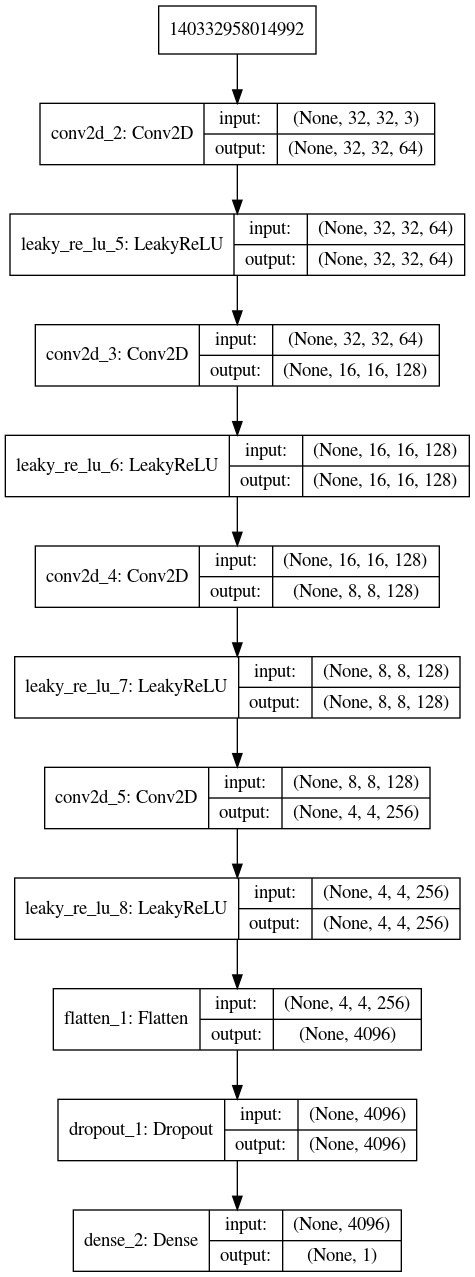 140332958014992
conv2d_2: Conv2D
input: (None, 32, 32, 3)
output: (None, 32, 32, 64)
leaky_re_lu_5: LeakyReLU
input: (None, 32, 32, 64)
output: (None, 32, 32, 64)
conv2d_3: Conv2D
input: (None, 32, 32, 64)
output: (None, 16, 16, 128)
leaky_re_lu_6: LeakyReLU
input: (None, 16, 16, 128)
output: (None, 16, 16, 128)
conv2d_4: Conv2D
input: (None, 16, 16, 128)
output: (None, 8, 8, 128)
leaky_re_lu_7: LeakyReLU
input: (None, 8, 8, 128)
output: (None, 8, 8, 128)
conv2d_5: Conv2D
input: (None, 8, 8, 128)
output: (None, 4, 4, 256)
leaky_re_lu_8: LeakyReLU
input: (None, 4, 4, 256)
output: (None, 4, 4, 256)
flatten_1: Flatten
input: (None, 4, 4, 256)
output: (None, 4096)
dropout_1: Dropout
input: (None, 4096)
output: (None, 4096)
dense_2: Dense
input: (None, 4096)
output: (None, 1)